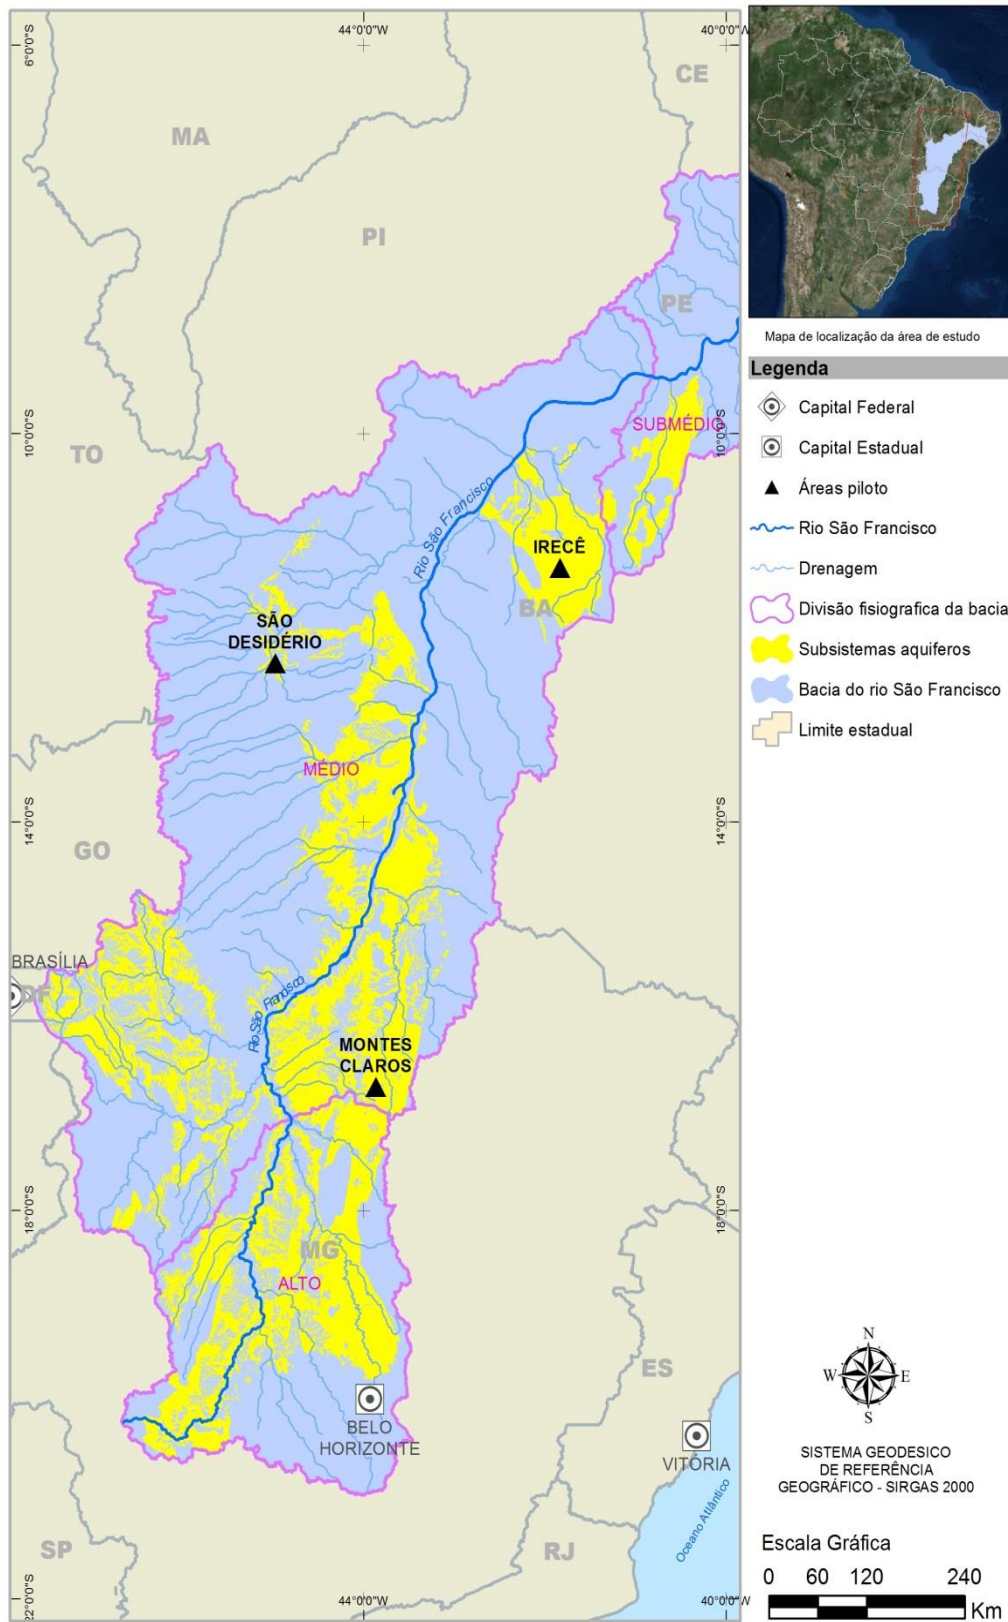 44°0'0"W
40°0'0"W
6°0'0"S
CE
MA
PI
PE
SUBMÉDIO
10°0'0"S
10°0'0"S
TO
Rio São Francisco
IRECÊ
BA
SÃO
DESIDÉRIO
MÉDIO
14°0'0"S
14°0'0"S
GO
BRASÍLIA
DF
Rio São Francisco
MONTES
CLAROS
18°0'0"S
18°0'0"S
MG
ALTO
ES
BELO
HORIZONTE
VITÓRIA
Oceano Atlântico
SP
RJ
22°0'0"S
44°0'0"W
40°0'0"W
Mapa de localização da área de estudo
Legenda
Capital Federal
Capital Estadual
Áreas piloto
Rio São Francisco
Drenagem
Divisão fisiografica da bacia
Subsistemas aquiferos
Bacia do rio São Francisco
Limite estadual
N
W
E
S
SISTEMA GEODESICO
DE REFERÊNCIA
GEOGRÁFICO - SIRGAS 2000
Escala Gráfica
0 60 120 240
Km